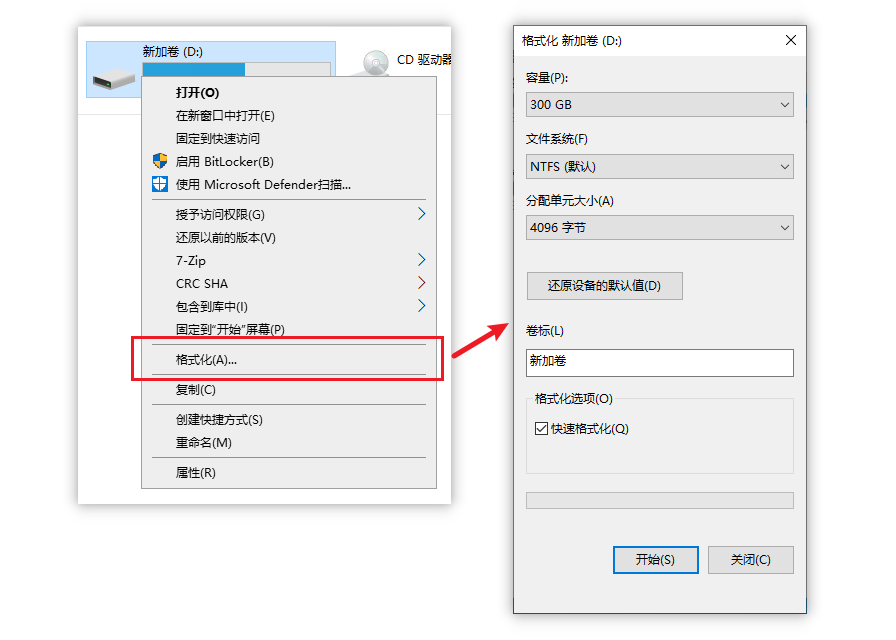 新加卷 (D:)
CD 驱动器
打开(O)
在新窗口中打开(E)
固定到快速访问
启用 BitLocker(B)
使用 Microsoft Defender扫描...
授予访问权限(G)
还原以前的版本(V)
7-Zip
CRC SHA
包含到库中(I)
固定到“开始”屏幕(P)
格式化(A)...
复制(C)
创建快捷方式(S)
重命名(M)
属性(R)
格式化 新加卷 (D:)
容量(P):
300 GB
文件系统(F)
NTFS (默认)
分配单元大小(A)
4096 字节
还原设备的默认值(D)
卷标(L)
新加卷
格式化选项(O)
快速格式化(Q)
开始(S)
关闭(C)